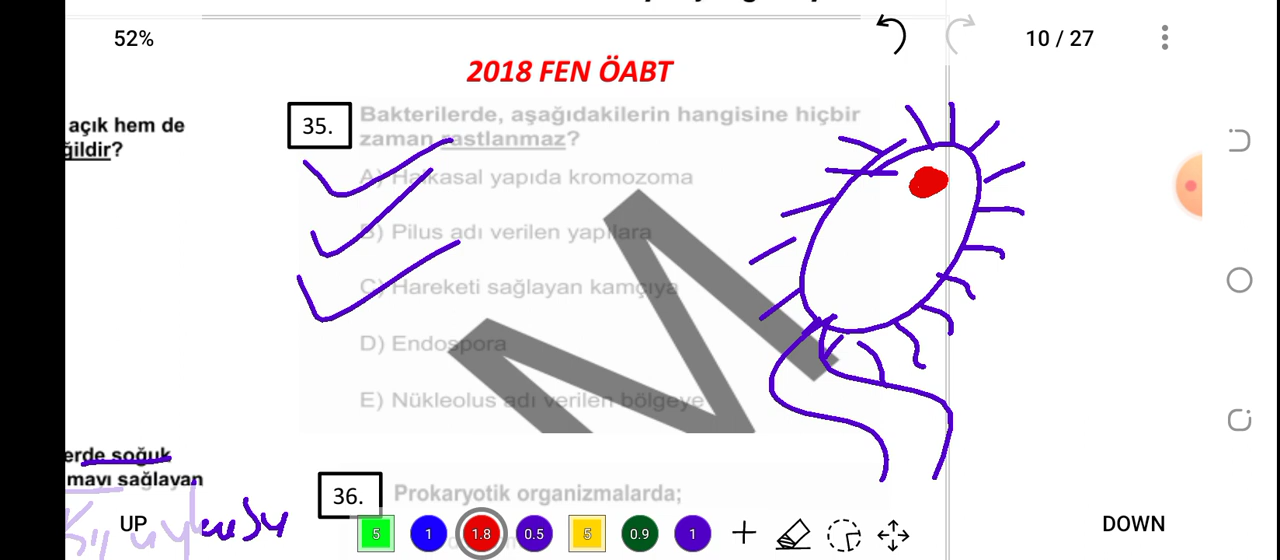 52%
10 / 27
2018 FEN ÖABT
açık hem de
ğildir?
35.
Bakterilerde, aşağıdakilerin hangisine hiçbir
zaman rastlanmaz?
A) Halkasal yapıda kromozoma
B) Pilus adı verilen yapılara
C) Hareketi sağlayan kamçıya
D) Endospora
E) Nükleolus adı verilen bölgeye
erde soğuk
mavı sağlayan
36.
Prokaryotik organizmalarda;
UP
5
1
1.8
0.5
5
0.9
1
DOWN